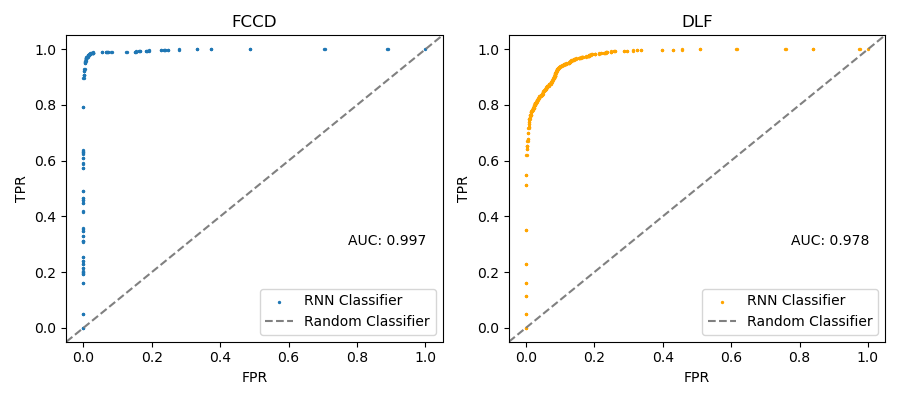 FCCD
TPR
1.0
0.8
0.6
0.4
0.2
0.0
AUC: 0.997
RNN Classifier
Random Classifier
0.0 0.2 0.4 0.6 0.8 1.0
FPR
DLF
TPR
1.0
0.8
0.6
0.4
0.2
0.0
AUC: 0.978
RNN Classifier
Random Classifier
0.0 0.2 0.4 0.6 0.8 1.0
FPR